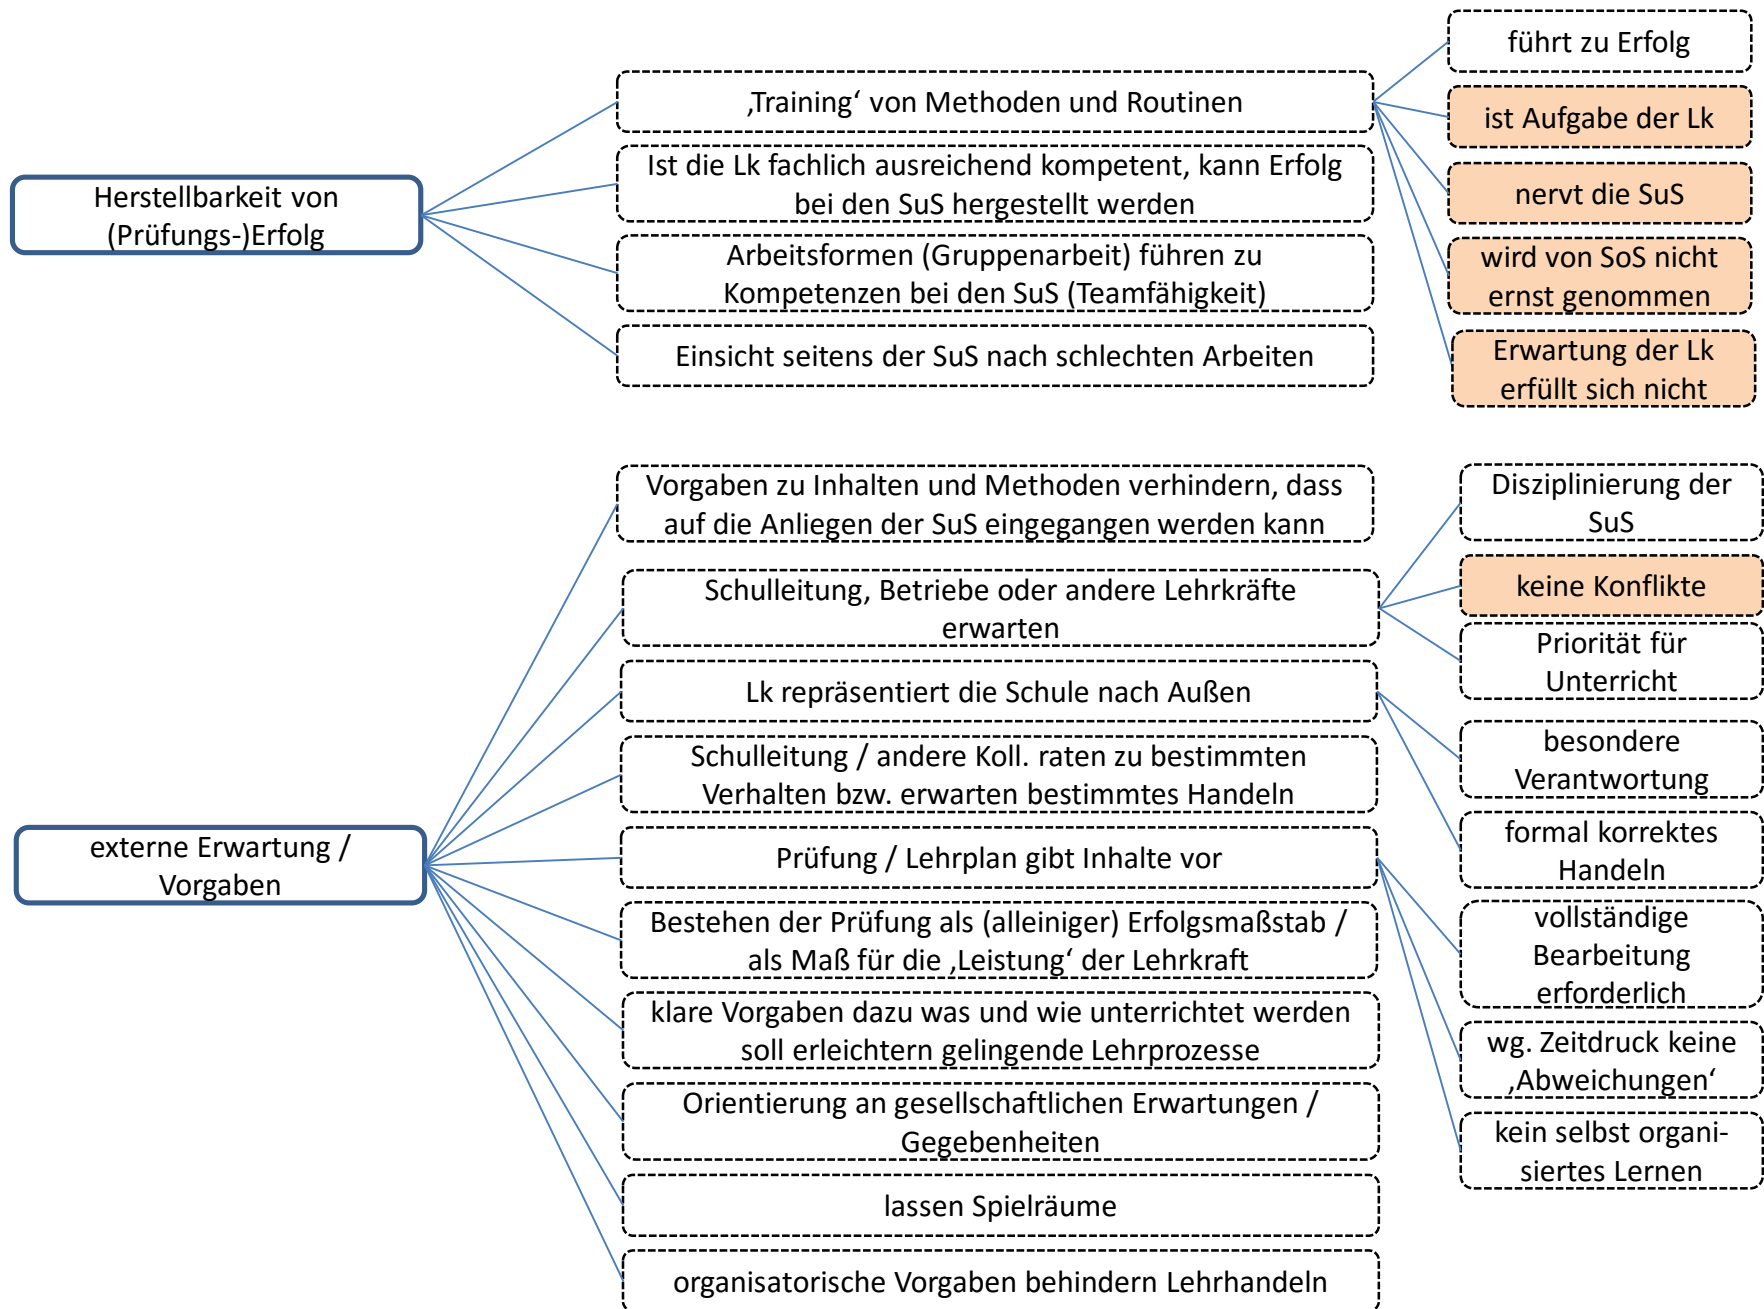 Herstellbarkeit von
(Prüfungs-)Erfolg
‚Training‘ von Methoden und Routinen
Ist die Lk fachlich ausreichend kompetent, kann Erfolg
bei den SuS hergestellt werden
Arbeitsformen (Gruppenarbeit) führen zu
Kompetenzen bei den SuS (Teamfähigkeit)
Einsicht seitens der SuS nach schlechten Arbeiten
führt zu Erfolg
ist Aufgabe der Lk
nervt die SuS
wird von SoS nicht
ernst genommen
Erwartung der Lk
erfüllt sich nicht
externe Erwartung /
Vorgaben
Vorgaben zu Inhalten und Methoden verhindern, dass
auf die Anliegen der SuS eingegangen werden kann
Schulleitung, Betriebe oder andere Lehrkräfte
erwarten
Lk repräsentiert die Schule nach Außen
Schulleitung / andere Koll. raten zu bestimmten
Verhalten bzw. erwarten bestimmtes Handeln
Prüfung / Lehrplan gibt Inhalte vor
Bestehen der Prüfung als (alleiniger) Erfolgsmaßstab /
als Maß für die ‚Leistung‘ der Lehrkraft
klare Vorgaben dazu was und wie unterrichtet werden
soll erleichtern gelingende Lehrprozesse
Orientierung an gesellschaftlichen Erwartungen /
Gegebenheiten
lassen Spielräume
organisatorische Vorgaben behindern Lehrhandeln
Disziplinierung der
SuS
keine Konflikte
Priorität für
Unterricht
besondere
Verantwortung
formal korrektes
Handeln
vollständige
Bearbeitung
erforderlich
wg. Zeitdruck keine
‚Abweichungen‘
kein selbst organi-
siertes Lernen